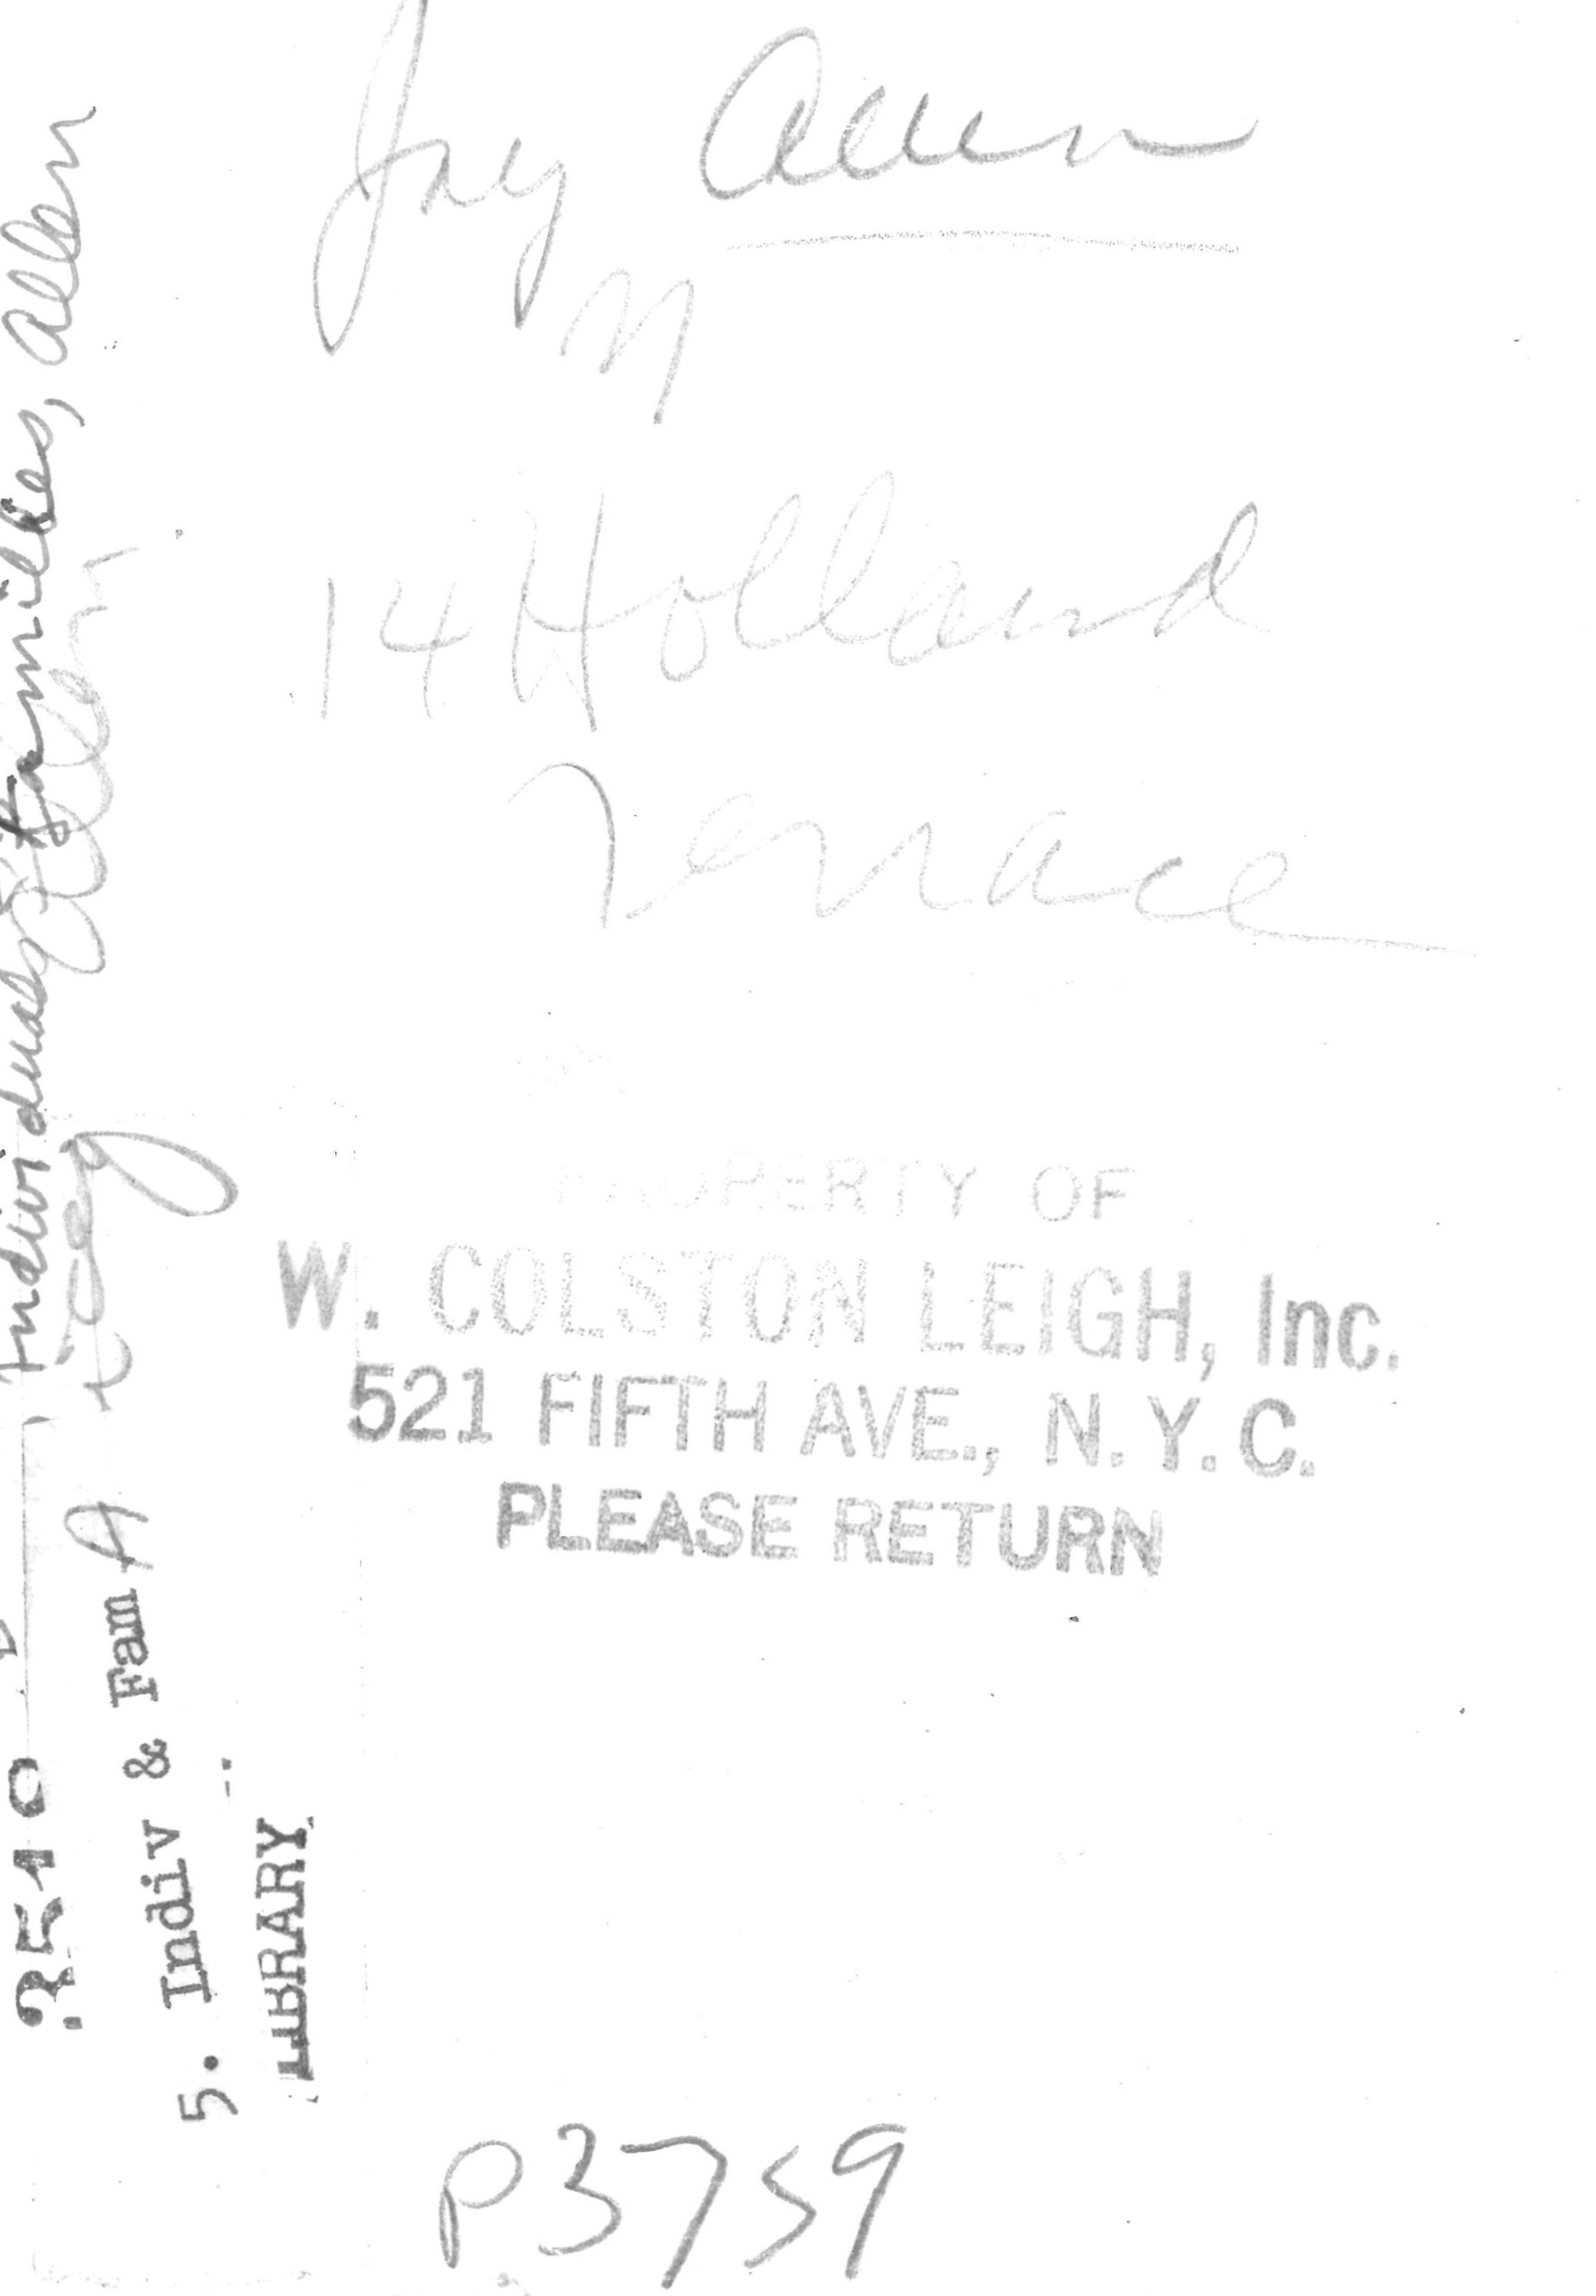 Jay Allen
14 Holland
Terrace
PROPERTY OF
W. COLSTON LEIGH, Inc.
521 FIFTH AVE., N.Y.C.
PLEASE RETURN
P3759
Individuals & families, Allen
Allen
5. Indiv & Fam A
LIBRARY